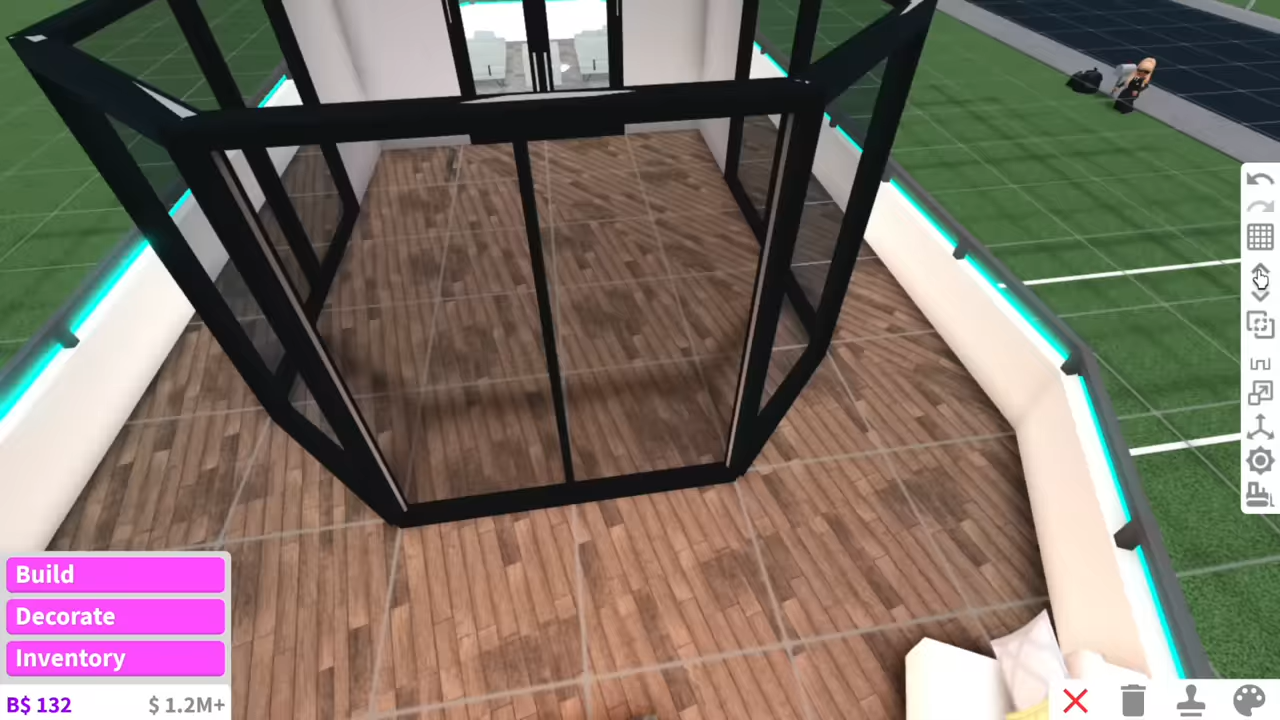 Build
Decorate
Inventory
B$ 132
$ 1.2M+